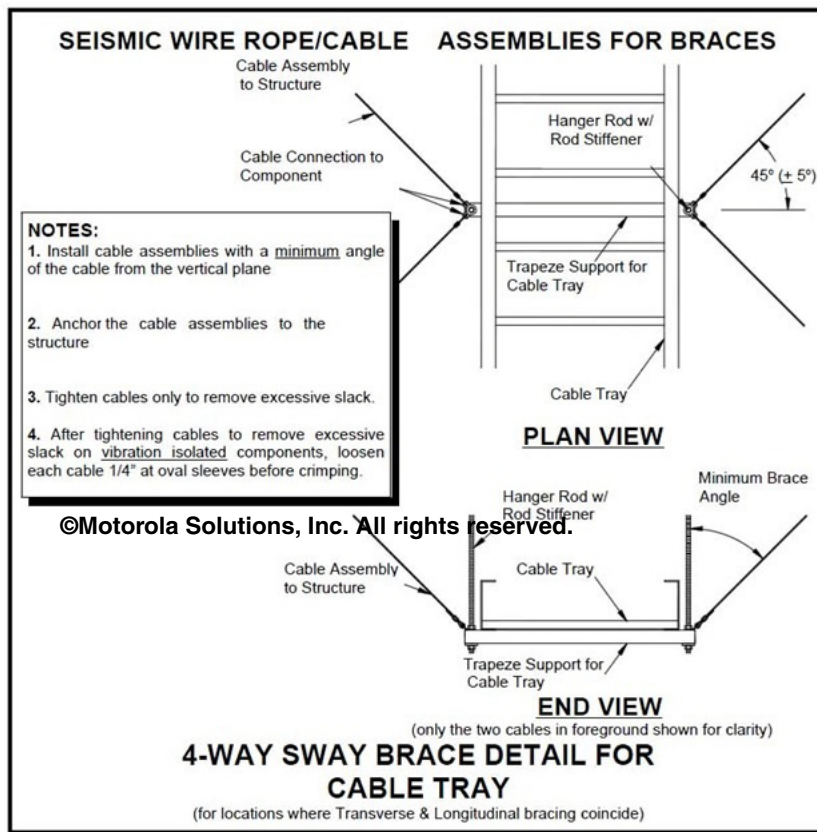 SEISMIC WIRE ROPE/CABLE ASSEMBLIES FOR BRACES
Cable Assembly
to Structure
Hanger Rod w/
Rod Stiffener
Cable Connection to
Component
45º (± 5º)
NOTES:
1. Install cable assemblies with a minimum angle
of the cable from the vertical plane
2. Anchor the cable assemblies to the
structure
3. Tighten cables only to remove excessive slack.
4. After tightening cables to remove excessive
slack on vibration isolated components, loosen
each cable 1/4" at oval sleeves before crimping.
Trapeze Support for
Cable Tray
Cable Tray
PLAN VIEW
Minimum Brace
Angle
Hanger Rod w/
Rod Stiffener
©Motorola Solutions, Inc. All rights reserved.
Cable Assembly
to Structure
Cable Tray
Trapeze Support for
Cable Tray
END VIEW
(only the two cables in foreground shown for clarity)
4-WAY SWAY BRACE DETAIL FOR
CABLE TRAY
(for locations where Transverse & Longitudinal bracing coincide)